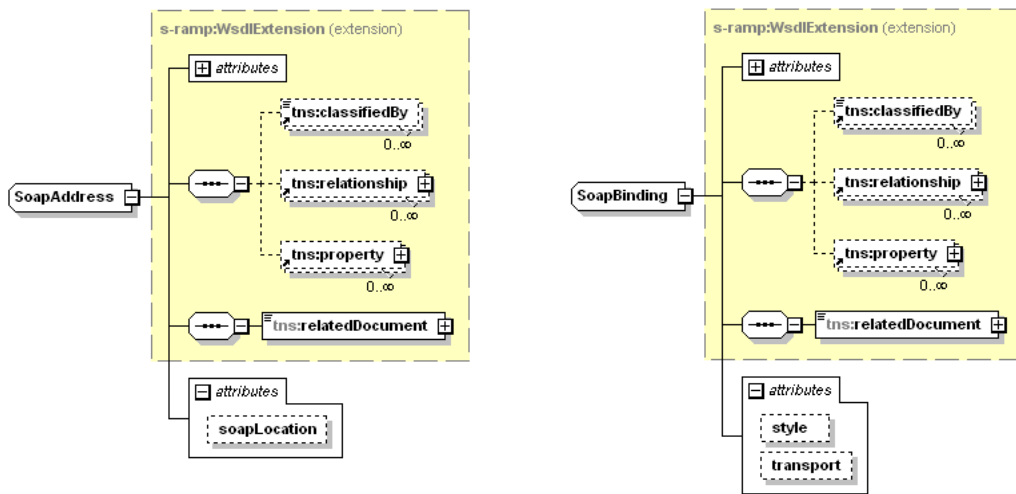 s-ramp:WsdlExtension (extension)
attributes
tns:classifiedBy
0..∞
SoapAddress
tns:relationship
0..∞
tns:property
0..∞
tns:relatedDocument
attributes
soapLocation
s-ramp:WsdlExtension (extension)
attributes
tns:classifiedBy
0..∞
SoapBinding
tns:relationship
0..∞
tns:property
0..∞
tns:relatedDocument
attributes
style
transport